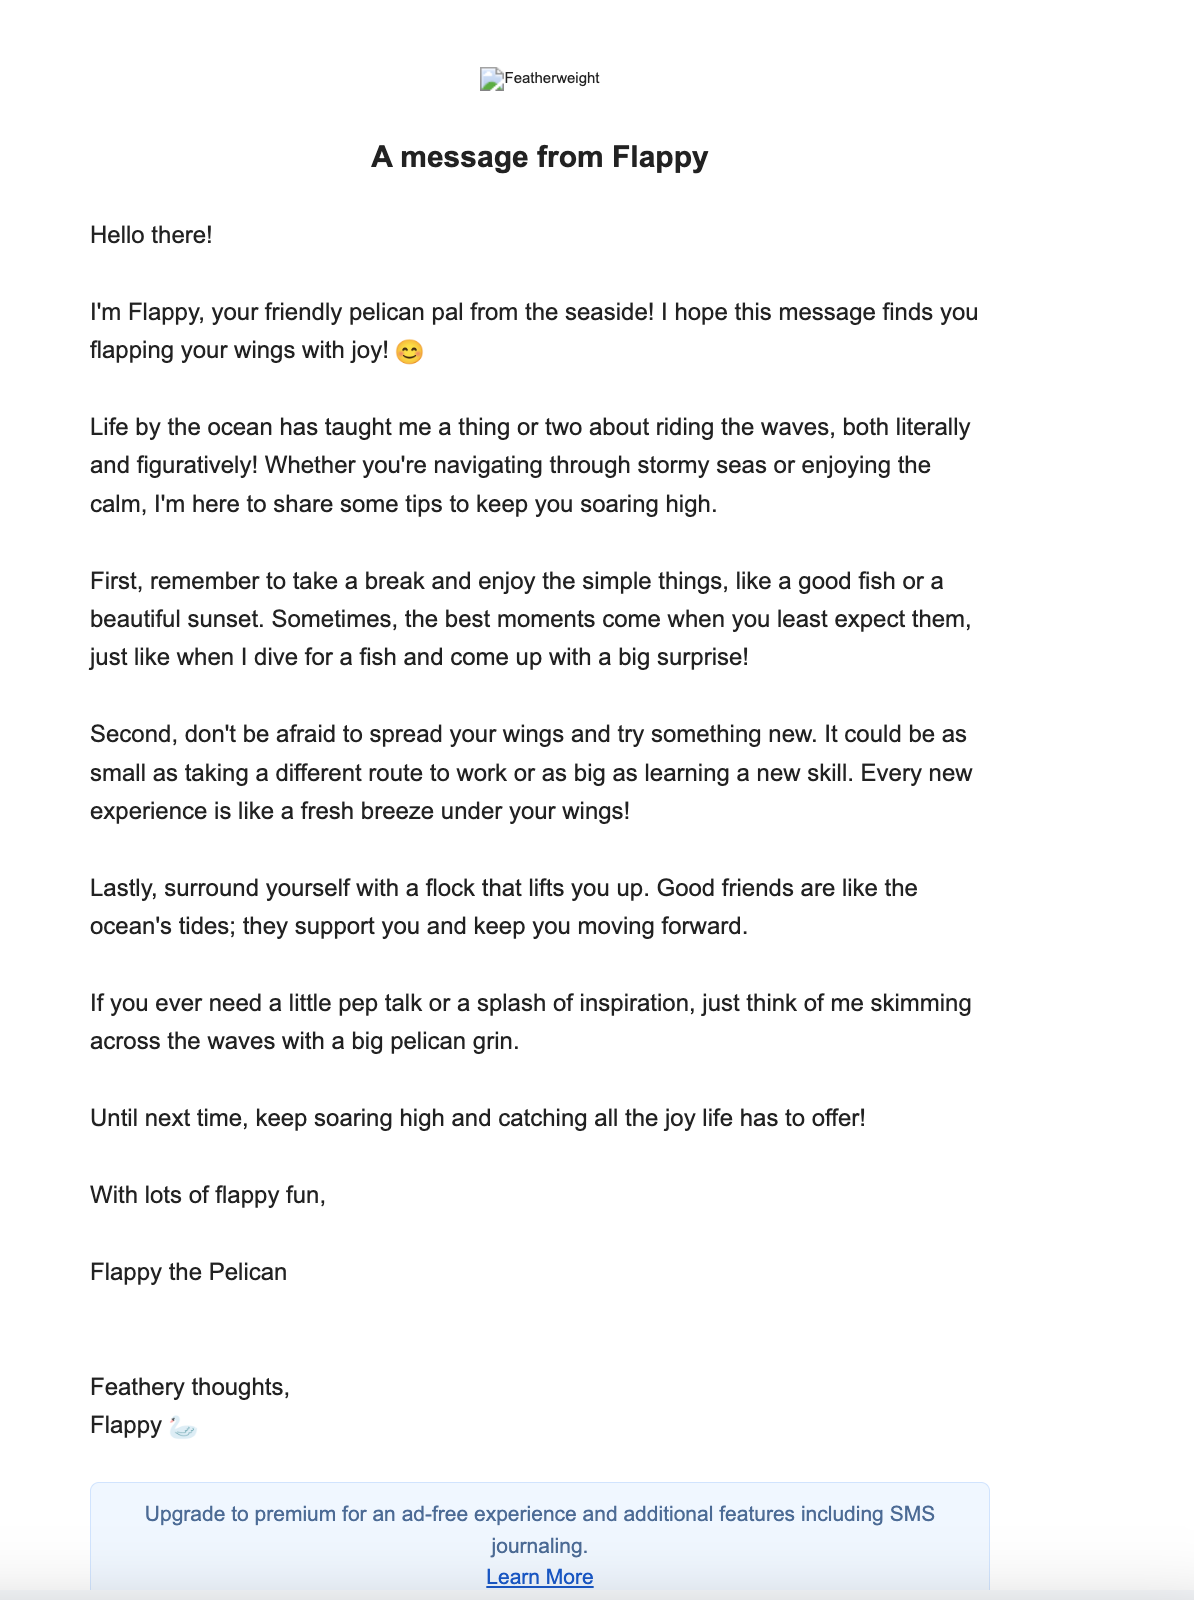 Featherweight
A message from Flappy
Hello there!
I'm Flappy, your friendly pelican pal from the seaside! I hope this message finds you
flapping your wings with joy! 😊
Life by the ocean has taught me a thing or two about riding the waves, both literally
and figuratively! Whether you're navigating through stormy seas or enjoying the
calm, I'm here to share some tips to keep you soaring high.
First, remember to take a break and enjoy the simple things, like a good fish or a
beautiful sunset. Sometimes, the best moments come when you least expect them,
just like when I dive for a fish and come up with a big surprise!
Second, don't be afraid to spread your wings and try something new. It could be as
small as taking a different route to work or as big as learning a new skill. Every new
experience is like a fresh breeze under your wings!
Lastly, surround yourself with a flock that lifts you up. Good friends are like the
ocean's tides; they support you and keep you moving forward.
If you ever need a little pep talk or a splash of inspiration, just think of me skimming
across the waves with a big pelican grin.
Until next time, keep soaring high and catching all the joy life has to offer!
With lots of flappy fun,
Flappy the Pelican
Feathery thoughts,
Flappy 🦢
Upgrade to premium for an ad-free experience and additional features including SMS
journaling.
Learn More